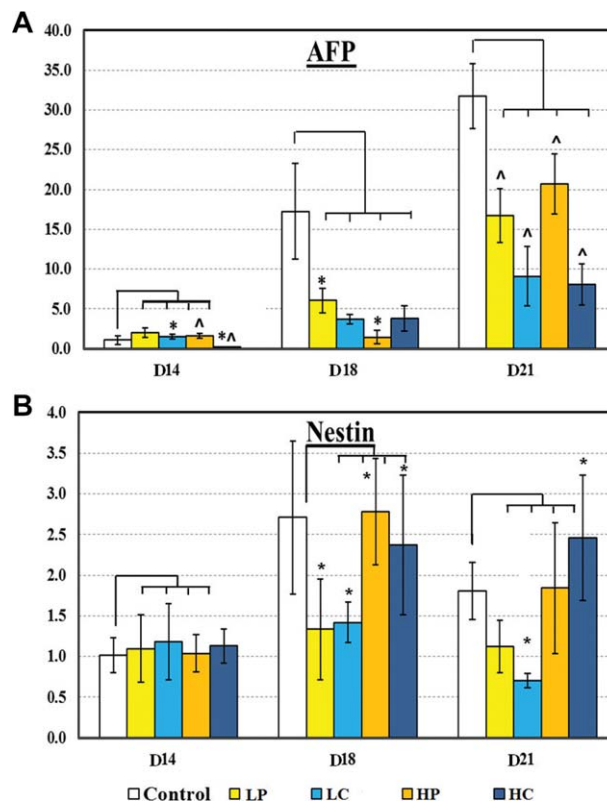 A
AFP
40.0
35.0
30.0
25.0
20.0
15.0
10.0
5.0
0.0
* ^ *^
* *
^ ^ ^ ^
D14 D18 D21
B
Nestin
4.0
3.5
3.0
2.5
2.0
1.5
1.0
0.5
0.0
* * * *
* *
D14 D18 D21
Control LP LC HP HC